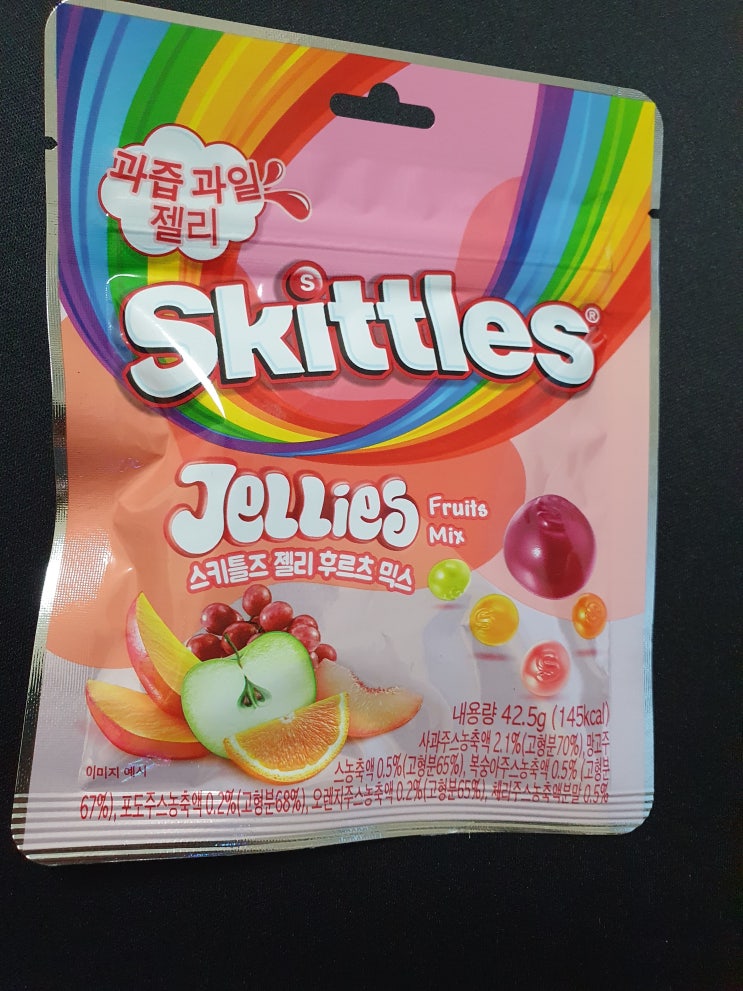 과즙 과일
젤리
Skittles®
Jellies
Fruits
Mix
스키틀즈 젤리 후르츠 믹스
내용량 42.5g (145kcal)
사과주스농축액 2.1%(고형분70%), 망고주
스농축액 0.5%(고형분65%), 복숭아주스농축액 0.5% (고형분
이미지 예시
67%), 포도주스농축액 0.2%(고형분68%), 오렌지주스농축액 0.2%(고형분65%), 체리주스농축액분말 0.5%